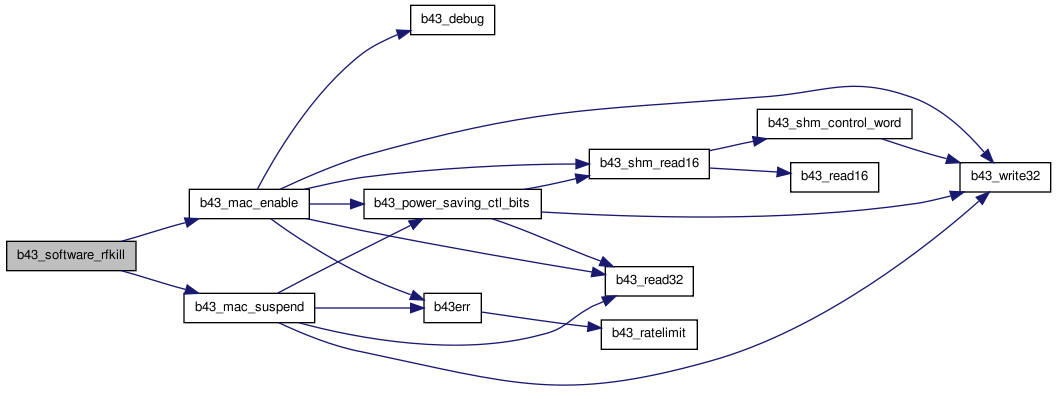 b43_debug
b43_shm_control_word
b43_shm_read16
b43_read16
b43_write32
b43_mac_enable
b43_power_saving_ctl_bits
b43_software_rfkill
b43_read32
b43_mac_suspend
b43err
b43_ratelimit